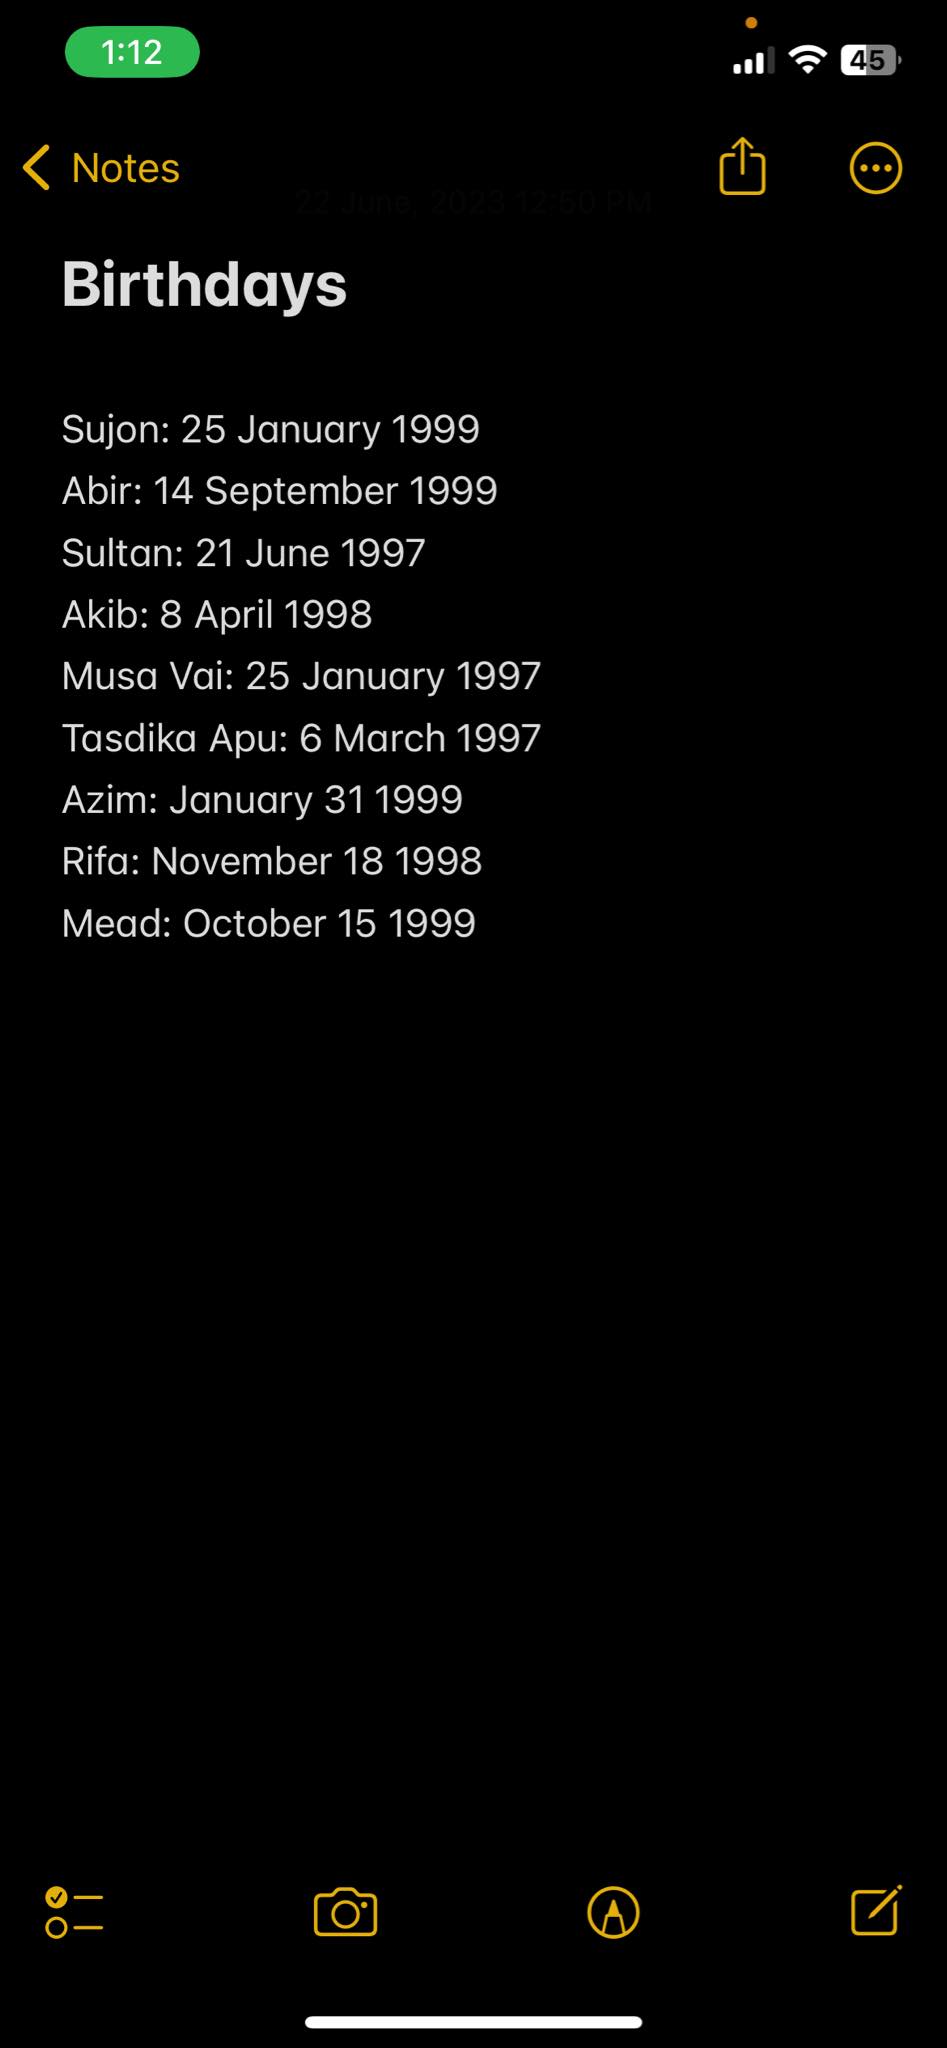 1:12
45
Notes
22 June, 2023 12:50 PM
Birthdays
Sujon: 25 January 1999
Abir: 14 September 1999
Sultan: 21 June 1997
Akib: 8 April 1998
Musa Vai: 25 January 1997
Tasdika Apu: 6 March 1997
Azim: January 31 1999
Rifa: November 18 1998
Mead: October 15 1999